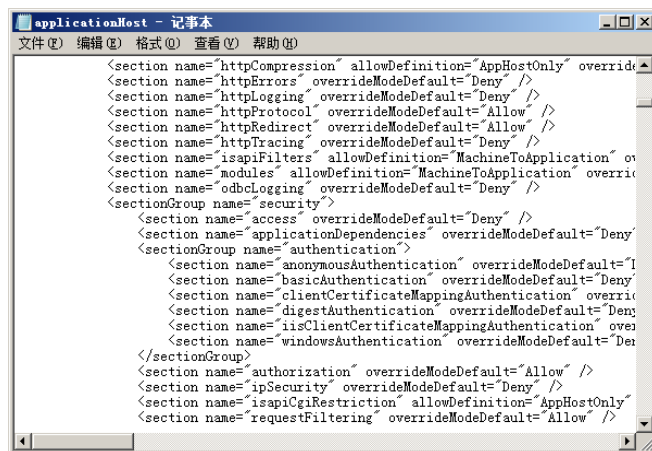 applicationHost - 记事本
文件(F) 编辑(E) 格式(O) 查看(V) 帮助(H)
<section name="httpCompression" allowDefinition="AppHostOnly" override
<section name="httpErrors" overrideModeDefault="Deny" />
<section name="httpLogging" overrideModeDefault="Deny" />
<section name="httpProtocol" overrideModeDefault="Allow" />
<section name="httpRedirect" overrideModeDefault="Allow" />
<section name="httpTracing" overrideModeDefault="Deny" />
<section name="isapiFilters" allowDefinition="MachineToApplication" ov
<section name="modules" allowDefinition="MachineToApplication" overrid
<section name="odbcLogging" overrideModeDefault="Deny" />
<sectionGroup name="security">
<section name="access" overrideModeDefault="Deny" />
<section name="applicationDependencies" overrideModeDefault="Deny"
<sectionGroup name="authentication">
<section name="anonymousAuthentication" overrideModeDefault="D
<section name="basicAuthentication" overrideModeDefault="Deny"
<section name="clientCertificateMappingAuthentication" overrid
<section name="digestAuthentication" overrideModeDefault="Deny
<section name="iisClientCertificateMappingAuthentication" over
<section name="windowsAuthentication" overrideModeDefault="Den
</sectionGroup>
<section name="authorization" overrideModeDefault="Allow" />
<section name="ipSecurity" overrideModeDefault="Deny" />
<section name="isapiCgiRestriction" allowDefinition="AppHostOnly"
<section name="requestFiltering" overrideModeDefault="Allow" />